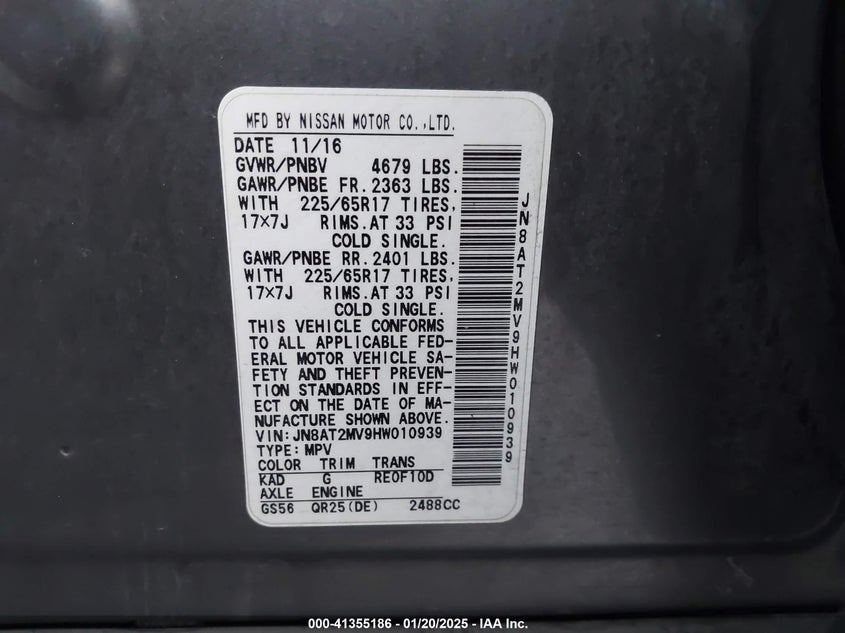 MFD BY NISSAN MOTOR CO.,LTD.
DATE 11/16
GVWR/PNBV 4679 LBS.
GAWR/PNBE FR. 2363 LBS.
WITH 225/65R17 TIRES,
17×7J RIMS. AT 33 PSI
COLD SINGLE.
GAWR/PNBE RR. 2401 LBS.
WITH 225/65R17 TIRES,
17×7J RIMS. AT 33 PSI
COLD SINGLE.
THIS VEHICLE CONFORMS
TO ALL APPLICABLE FED-
ERAL MOTOR VEHICLE SA-
FETY AND THEFT PREVEN-
TION STANDARDS IN EFF-
ECT ON THE DATE OF MA-
NUFACTURE SHOWN ABOVE.
VIN: JN8AT2MV9HW010939
TYPE: MPV
COLOR TRIM TRANS
KAD G RE0F10D
AXLE ENGINE
GS56 QR25(DE) 2488CC
JN8AT2MV9HW010939
000-41355186 - 01/20/2025 - IAA Inc.